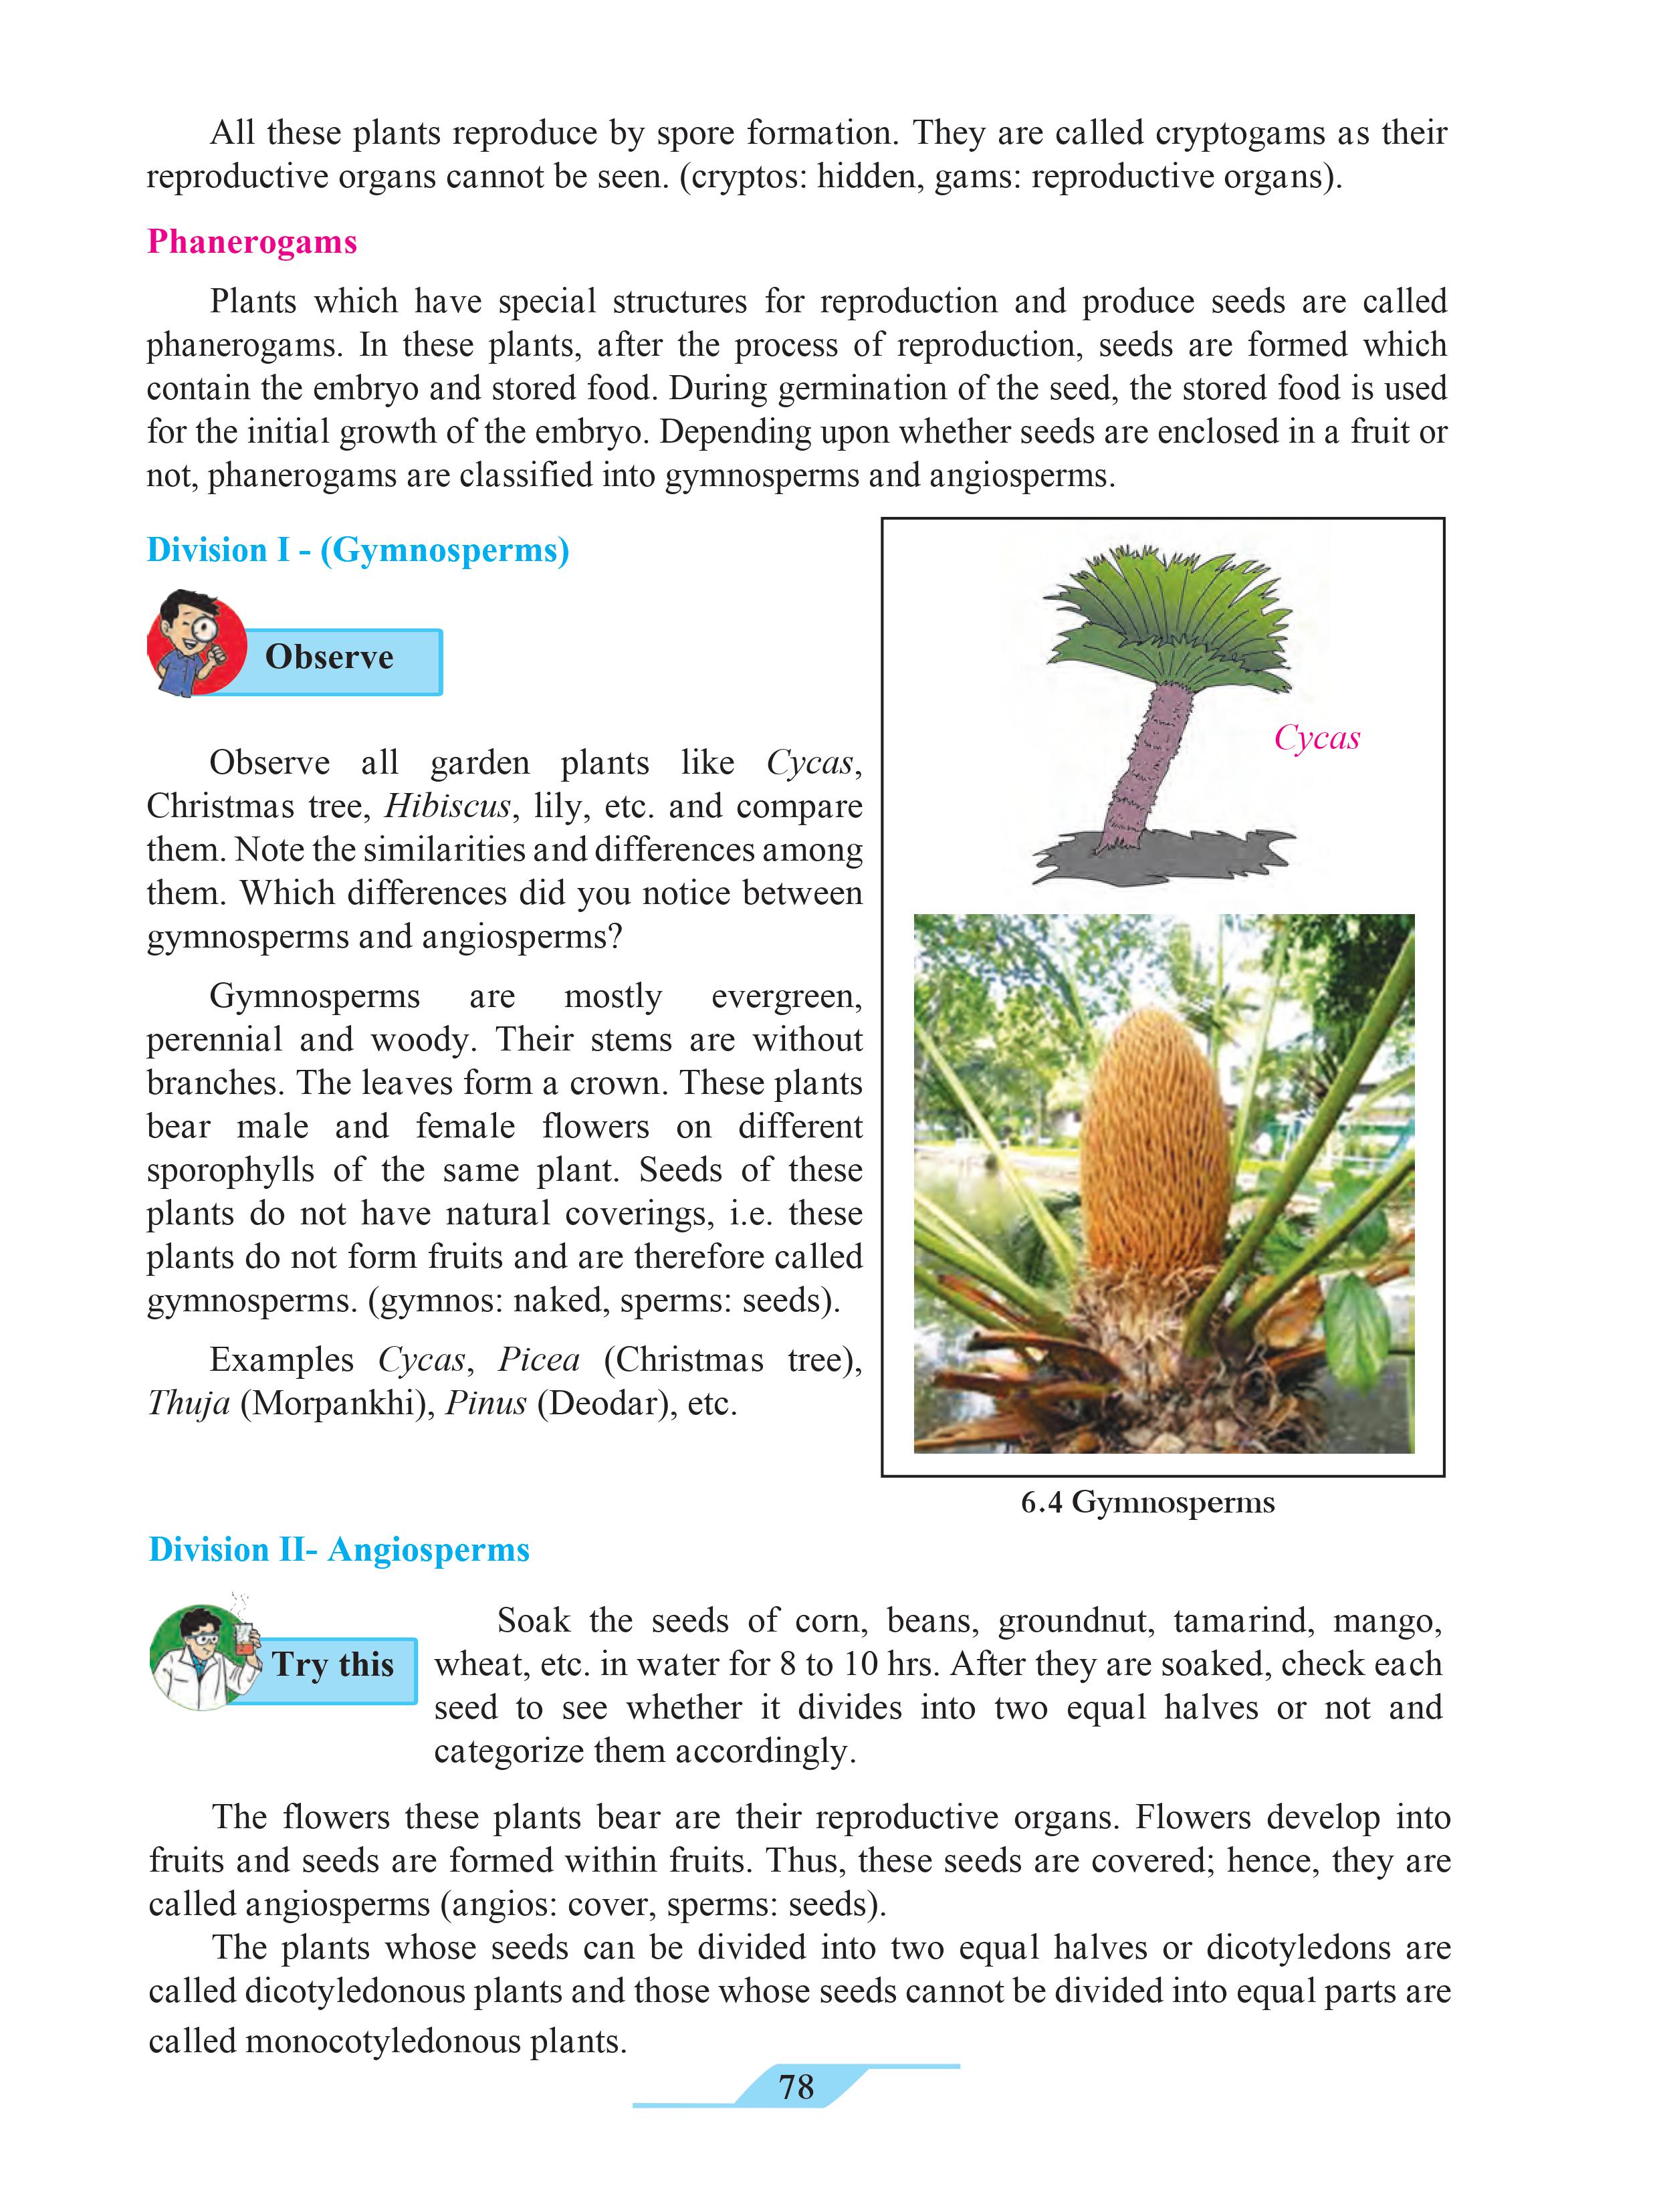 All these plants reproduce by spore formation. They are called cryptogams as their
reproductive organs cannot be seen. (cryptos: hidden, gams: reproductive organs).
Phanerogams
Plants which have special structures for reproduction and produce seeds are called
phanerogams. In these plants, after the process of reproduction, seeds are formed which
contain the embryo and stored food. During germination of the seed, the stored food is used
for the initial growth of the embryo. Depending upon whether seeds are enclosed in a fruit or
not, phanerogams are classified into gymnosperms and angiosperms.
Division I - (Gymnosperms)
Observe
Observe all garden plants like Cycas,
Christmas tree, Hibiscus, lily, etc. and compare
them. Note the similarities and differences among
them. Which differences did you notice between
gymnosperms and angiosperms?
Gymnosperms are mostly evergreen,
perennial and woody. Their stems are without
branches. The leaves form a crown. These plants
bear male and female flowers on different
sporophylls of the same plant. Seeds of these
plants do not have natural coverings, i.e. these
plants do not form fruits and are therefore called
gymnosperms. (gymnos: naked, sperms: seeds).
Examples Cycas, Picea (Christmas tree),
Thuja (Morpankhi), Pinus (Deodar), etc.
Cycas
6.4 Gymnosperms
Division II- Angiosperms
Try this
Soak the seeds of corn, beans, groundnut, tamarind, mango,
wheat, etc. in water for 8 to 10 hrs. After they are soaked, check each
seed to see whether it divides into two equal halves or not and
categorize them accordingly.
The flowers these plants bear are their reproductive organs. Flowers develop into
fruits and seeds are formed within fruits. Thus, these seeds are covered; hence, they are
called angiosperms (angios: cover, sperms: seeds).
The plants whose seeds can be divided into two equal halves or dicotyledons are
called dicotyledonous plants and those whose seeds cannot be divided into equal parts are
called monocotyledonous plants.
78